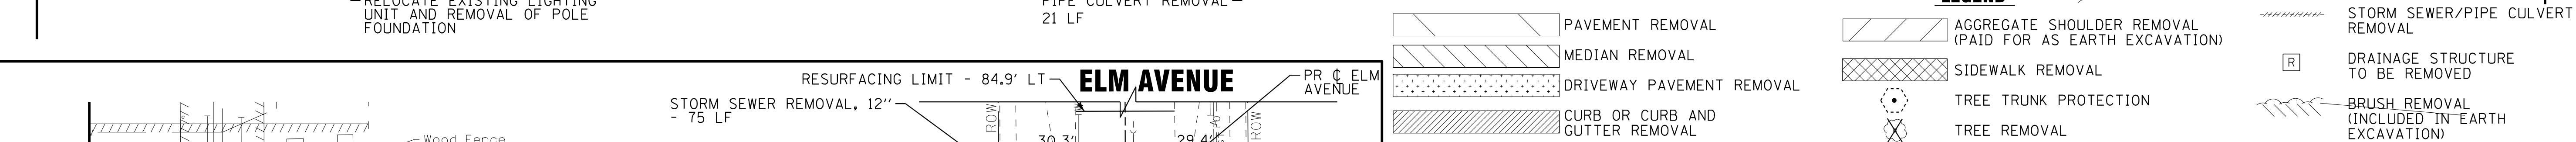 RELOCATE EXISTING LIGHTING
UNIT AND REMOVAL OF POLE
FOUNDATION
PIPE CULVERT REMOVAL
21 LF
RESURFACING LIMIT - 84.9' LT
ELM AVENUE
PR ℄ ELM
AVENUE
STORM SEWER REMOVAL, 12''
- 75 LF
ROW
ROW
30.3'
29.4'
Wood Fence
LEGEND
PAVEMENT REMOVAL
MEDIAN REMOVAL
DRIVEWAY PAVEMENT REMOVAL
CURB OR CURB AND
GUTTER REMOVAL
AGGREGATE SHOULDER REMOVAL
(PAID FOR AS EARTH EXCAVATION)
SIDEWALK REMOVAL
TREE TRUNK PROTECTION
TREE REMOVAL
STORM SEWER/PIPE CULVERT
REMOVAL
R
DRAINAGE STRUCTURE
TO BE REMOVED
BRUSH REMOVAL
(INCLUDED IN EARTH
EXCAVATION)